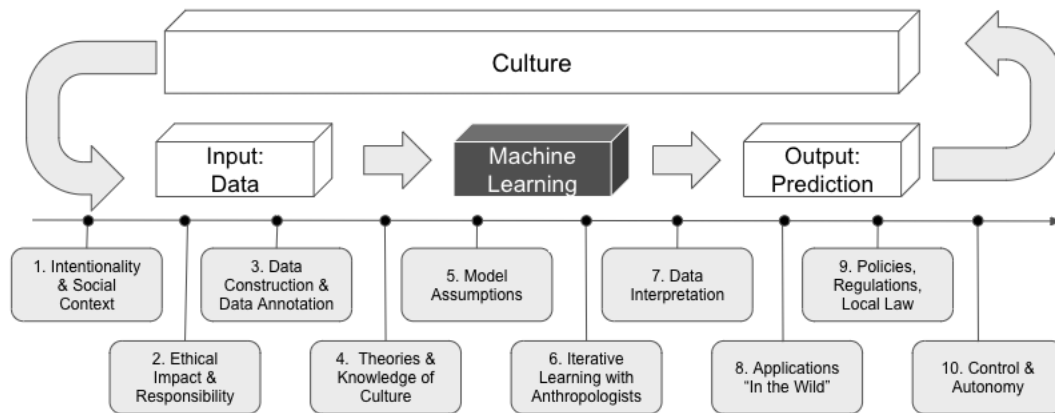 Culture
Input:
Data
Machine
Learning
Output:
Prediction
1. Intentionality
& Social
Context
2. Ethical
Impact &
Responsibility
3. Data
Construction &
Data Annotation
4. Theories &
Knowledge of
Culture
5. Model
Assumptions
6. Iterative
Learning with
Anthropologists
7. Data
Interpretation
8. Applications
“In the Wild”
9. Policies,
Regulations,
Local Law
10. Control &
Autonomy